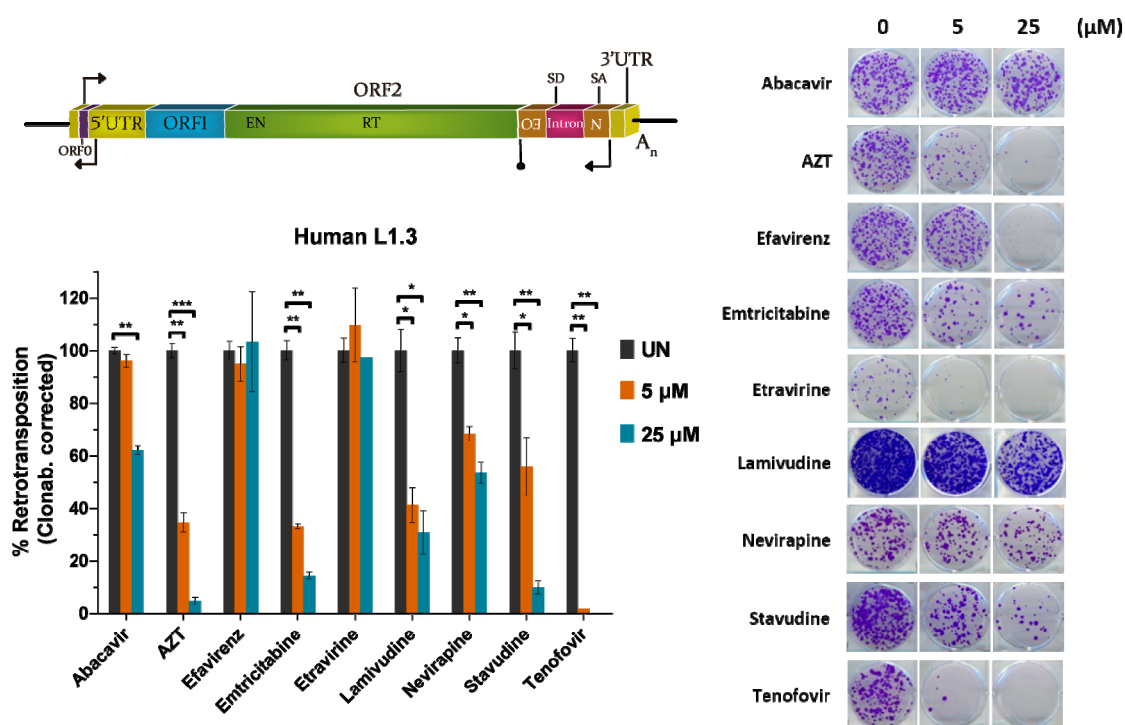 ORF2
SD
SA
3'UTR
5'UTR
ORF1
EN
RT
EO
Intron
N
ORF0
An
Human L1.3
% Retrotransposition
(Clonab. corrected)
120
100
80
60
40
20
0
**
***
**
**
**
*
*
**
*
**
*
**
**
UN
5 µM
25 µM
Abacavir
AZT
Efavirenz
Emtricitabine
Etravirine
Lamivudine
Nevirapine
Stavudine
Tenofovir
0 5 25 (µM)
Abacavir
AZT
Efavirenz
Emtricitabine
Etravirine
Lamivudine
Nevirapine
Stavudine
Tenofovir